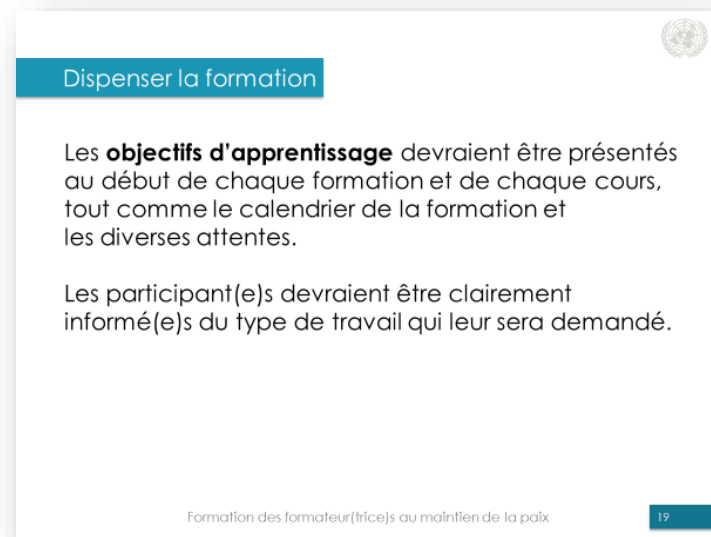 Dispenser la formation
Les objectifs d'apprentissage devraient être présentés
au début de chaque formation et de chaque cours,
tout comme le calendrier de la formation et
les diverses attentes.
Les participant(e)s devraient être clairement
informé(e)s du type de travail qui leur sera demandé.
Formation des formateur(trice)s au maintien de la paix
19